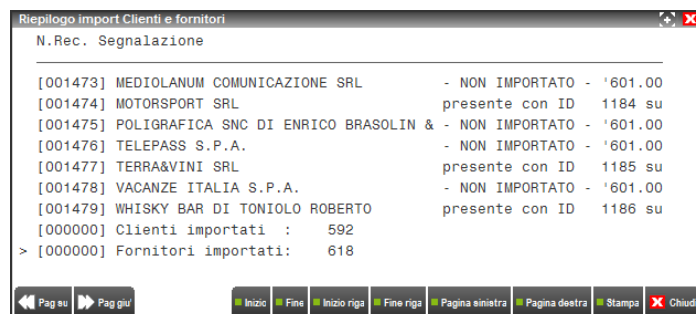 Riepilogo import Clienti e fornitori
N.Rec. Segnalazione
[001473] MEDIOLANUM COMUNICAZIONE SRL - NON IMPORTATO - '601.00
[001474] MOTORSPORT SRL presente con ID 1184 su
[001475] POLIGRAFICA SNC DI ENRICO BRASOLIN & - NON IMPORTATO - '601.00
[001476] TELEPASS S.P.A. - NON IMPORTATO - '601.00
[001477] TERRA&VINI SRL presente con ID 1185 su
[001478] VACANZE ITALIA S.P.A. - NON IMPORTATO - '601.00
[001479] WHISKY BAR DI TONIOLO ROBERTO presente con ID 1186 su
[000000] Clienti importati : 592
> [000000] Fornitori importati: 618
Pag su Pag giu' Inizio Fine Inizio riga Fine riga Pagina sinistra Pagina destra Stampa Chiudi